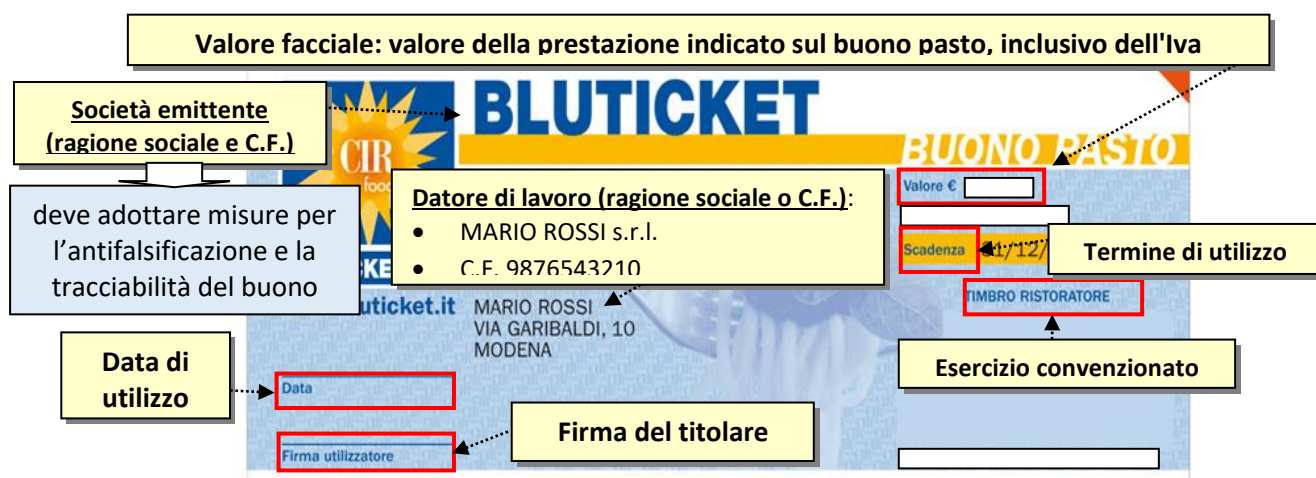 Valore facciale: valore della prestazione indicato sul buono pasto, inclusivo dell'Iva
Società emittente
(ragione sociale e C.F.)
deve adottare misure per
l'antifalsificazione e la
tracciabilità del buono
CIR
BLUTICKET
BUONO PASTO
Valore €
Datore di lavoro (ragione sociale o C.F.):
• MARIO ROSSI s.r.l.
• C.F. 9876543210
Scadenza
Termine di utilizzo
uticket.it
MARIO ROSSI
VIA GARIBALDI, 10
MODENA
TIMBRO RISTORATORE
Esercizio convenzionato
Data di
utilizzo
Data
Firma del titolare
Firma utilizzatore